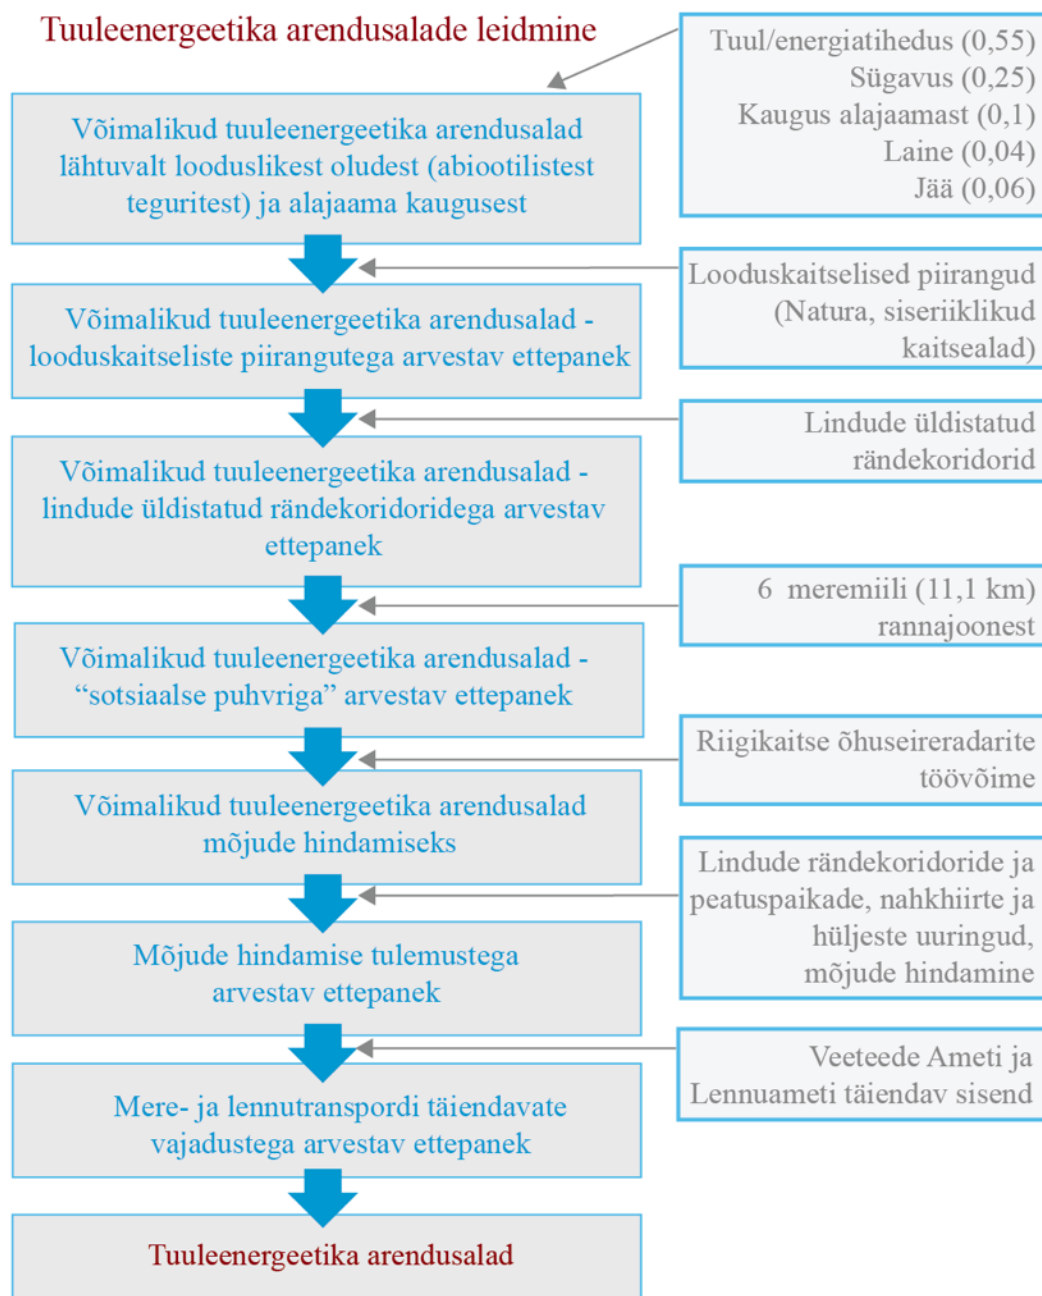 Tuuleenergeetika arendusalade leidmine
Tuul/energiatihedus (0,55)
Sügavus (0,25)
Kaugus alajaamast (0,1)
Laine (0,04)
Jää (0,06)
Võimalikud tuuleenergeetika arendusalad
lähtuvalt looduslikest oludest (abiootilistest
teguritest) ja alajaama kaugusest
Looduskaitselised piirangud
(Natura, siseriiklikud
kaitsealad)
Võimalikud tuuleenergeetika arendusalad -
looduskaitseliste piirangutega arvestav ettepanek
Lindude üldistatud
rändekoridorid
Võimalikud tuuleenergeetika arendusalad -
lindude üldistatud rändekoridoridega arvestav
ettepanek
6 meremiili (11,1 km)
rannajoonest
Võimalikud tuuleenergeetika arendusalad -
“sotsiaalse puhvriga” arvestav ettepanek
Riigikaitse õhuseireradarite
töövõime
Võimalikud tuuleenergeetika arendusalad
mõjude hindamiseks
Lindude rändekoridoride ja
peatuspaikade, nahkhiirte ja
hüljeste uuringud,
mõjude hindamine
Mõjude hindamise tulemustega
arvestav ettepanek
Veeteede Ameti ja
Lennuameti täiendav sisend
Mere- ja lennutranspordi täiendavate
vajadustega arvestav ettepanek
Tuuleenergeetika arendusalad